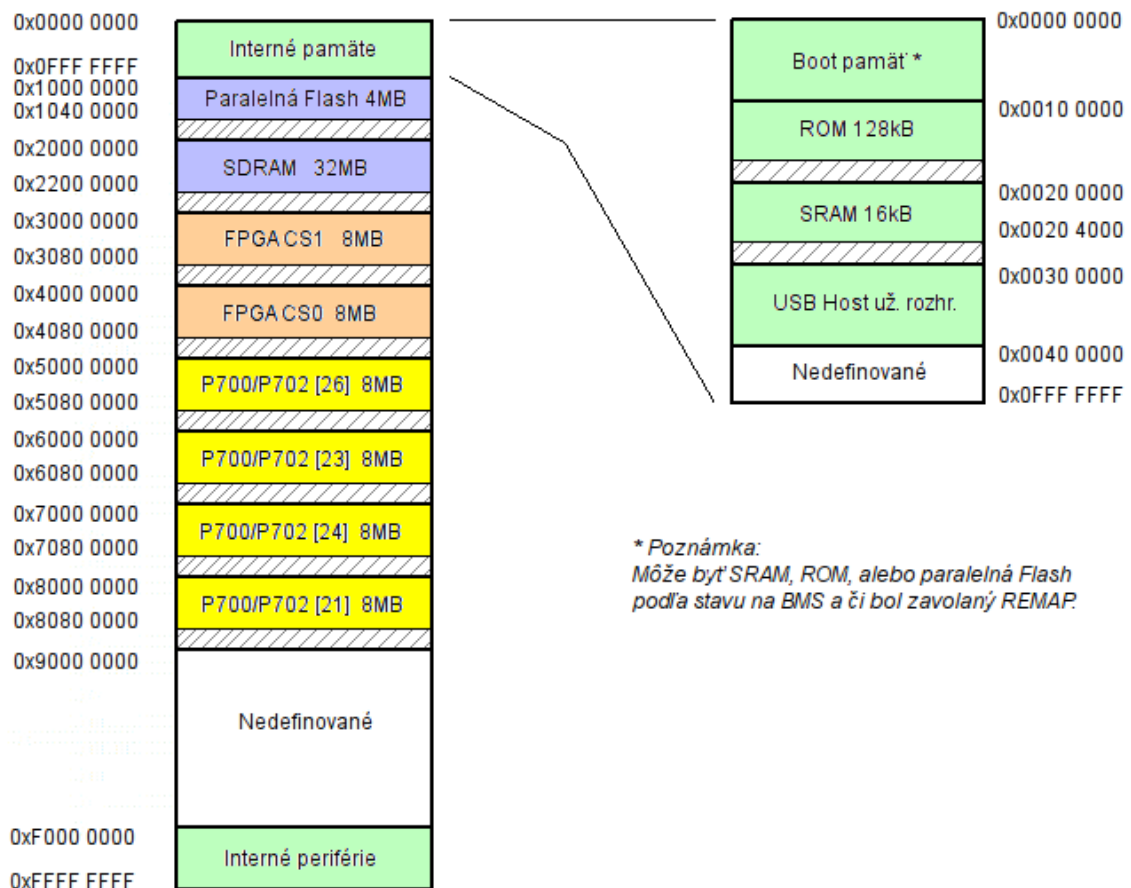 0x0000 0000
Interné pamäte
0x0FFF FFFF
0x1000 0000
Paralelná Flash 4MB
0x1040 0000
0x2000 0000
SDRAM 32MB
0x2200 0000
0x3000 0000
FPGA CS1 8MB
0x3080 0000
0x4000 0000
FPGA CS0 8MB
0x4080 0000
0x5000 0000
P700/P702 [26] 8MB
0x5080 0000
0x6000 0000
P700/P702 [23] 8MB
0x6080 0000
0x7000 0000
P700/P702 [24] 8MB
0x7080 0000
0x8000 0000
P700/P702 [21] 8MB
0x8080 0000
0x9000 0000
Nedefinované
0xF000 0000
Interné periférie
0xFFFF FFFF
0x0000 0000
Boot pamäť *
0x0010 0000
ROM 128kB
0x0020 0000
SRAM 16kB
0x0020 4000
0x0030 0000
USB Host už. rozhr.
0x0040 0000
Nedefinované
0x0FFF FFFF
* Poznámka:
Môže byť SRAM, ROM, alebo paralelná Flash
podľa stavu na BMS a či bol zavolaný REMAP.